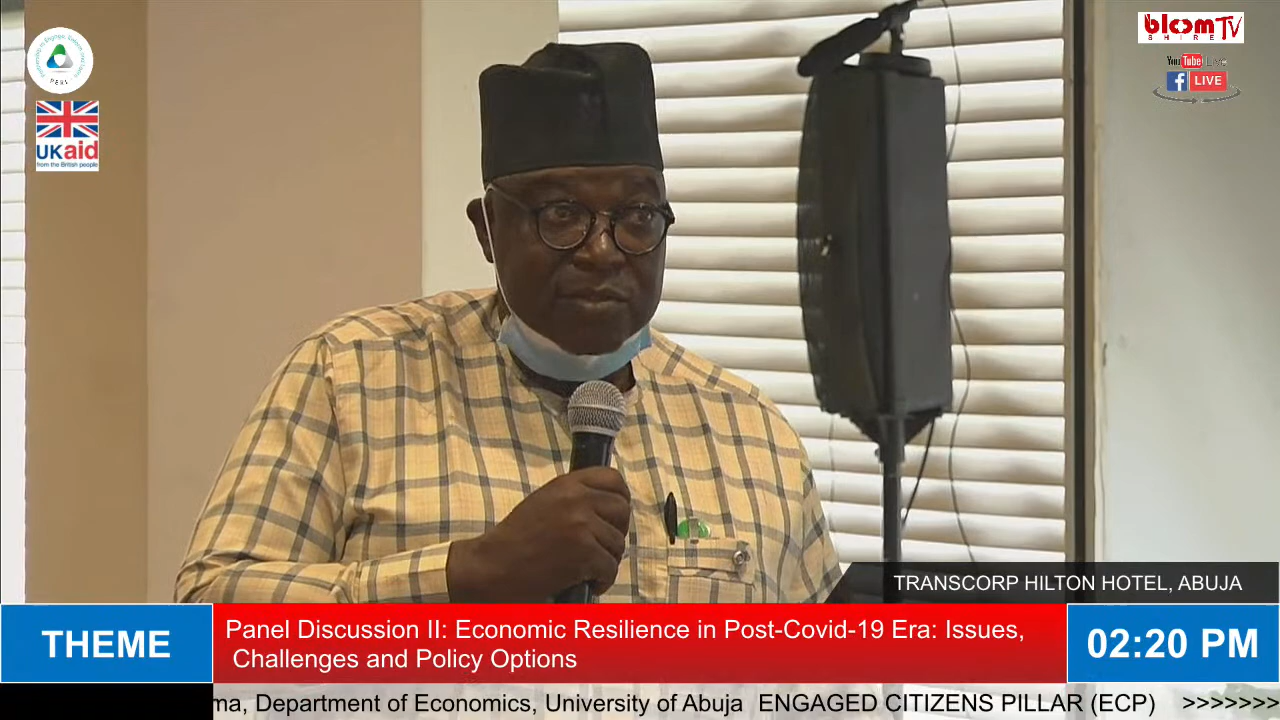 PERL
UKaid
from the British people
bloomTV
SHIRE
YouTube Live
f LIVE
TRANSCORP HILTON HOTEL, ABUJA
THEME
Panel Discussion II: Economic Resilience in Post-Covid-19 Era: Issues,
Challenges and Policy Options
02:20 PM
ma, Department of Economics, University of Abuja ENGAGED CITIZENS PILLAR (ECP) >>>>>>>